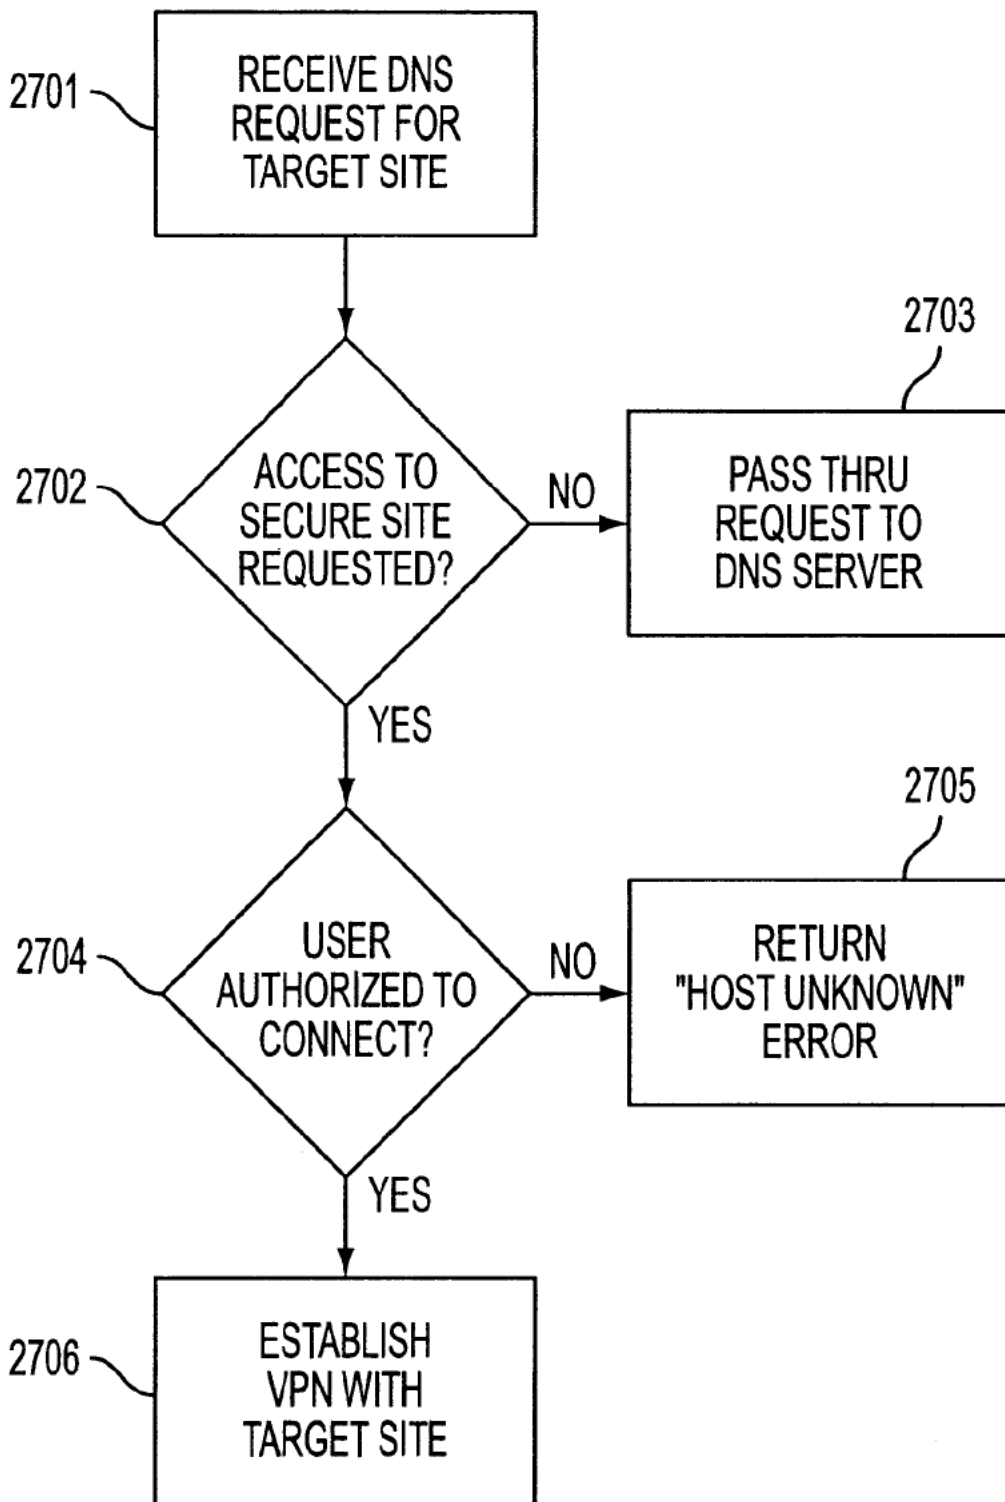 2701
RECEIVE DNS
REQUEST FOR
TARGET SITE
2702
ACCESS TO
SECURE SITE
REQUESTED?
NO
2703
PASS THRU
REQUEST TO
DNS SERVER
YES
2704
USER
AUTHORIZED TO
CONNECT?
NO
2705
RETURN
"HOST UNKNOWN"
ERROR
YES
2706
ESTABLISH
VPN WITH
TARGET SITE